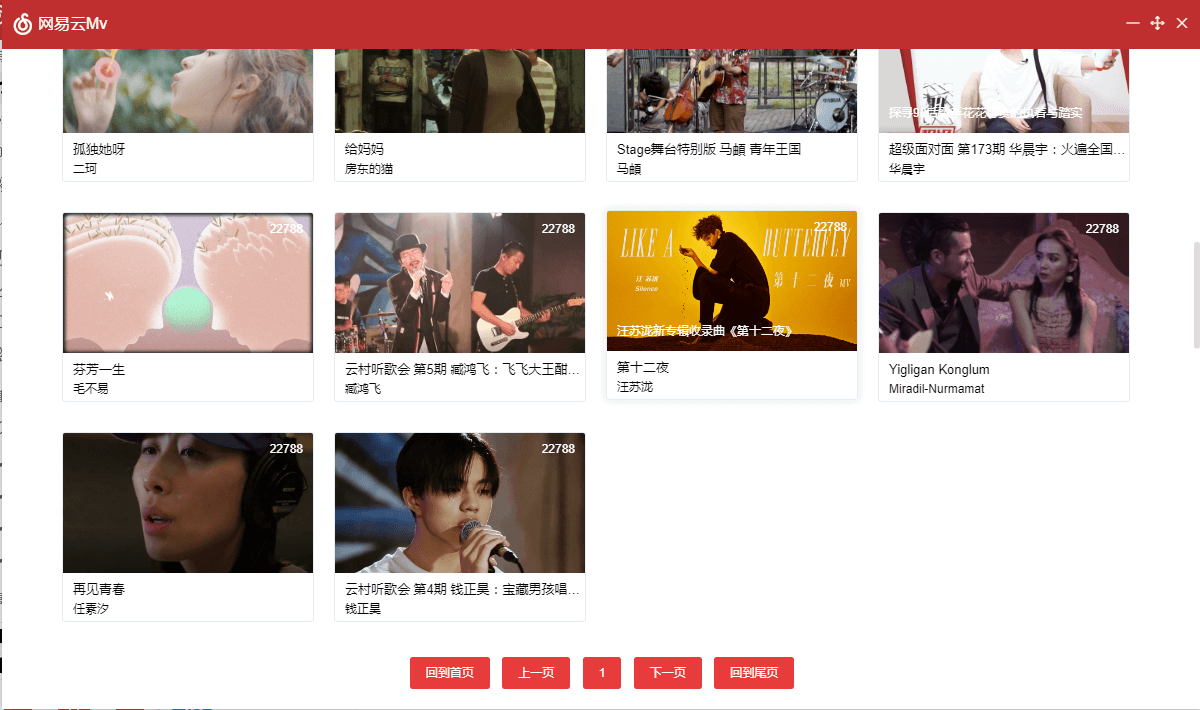 网易云Mv
探寻9
孤独她呀
二珂
给妈妈
房东的猫
Stage舞台特别版 马頔 青年王国
马頔
超级面对面 第173期 华晨宇：火遍全国...
华晨宇
22788
芬芳一生
毛不易
22788
云村听歌会 第5期 臧鸿飞：飞飞大王酣...
臧鸿飞
22788
LIKE A BUTTERFLY
汪苏泷
Silence
第十二夜 MV
汪苏泷新专辑收录曲《第十二夜》
第十二夜
汪苏泷
22788
Yigligan Konglum
Miradil-Nurmamat
22788
再见青春
任素汐
22788
云村听歌会 第4期 钱正昊：宝藏男孩唱...
钱正昊
回到首页
上一页
1
下一页
回到尾页